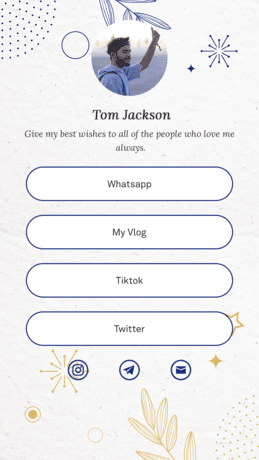 Tom Jackson
Give my best wishes to all of the people who love me
always.
Whatsapp
My Vlog
Tiktok
Twitter